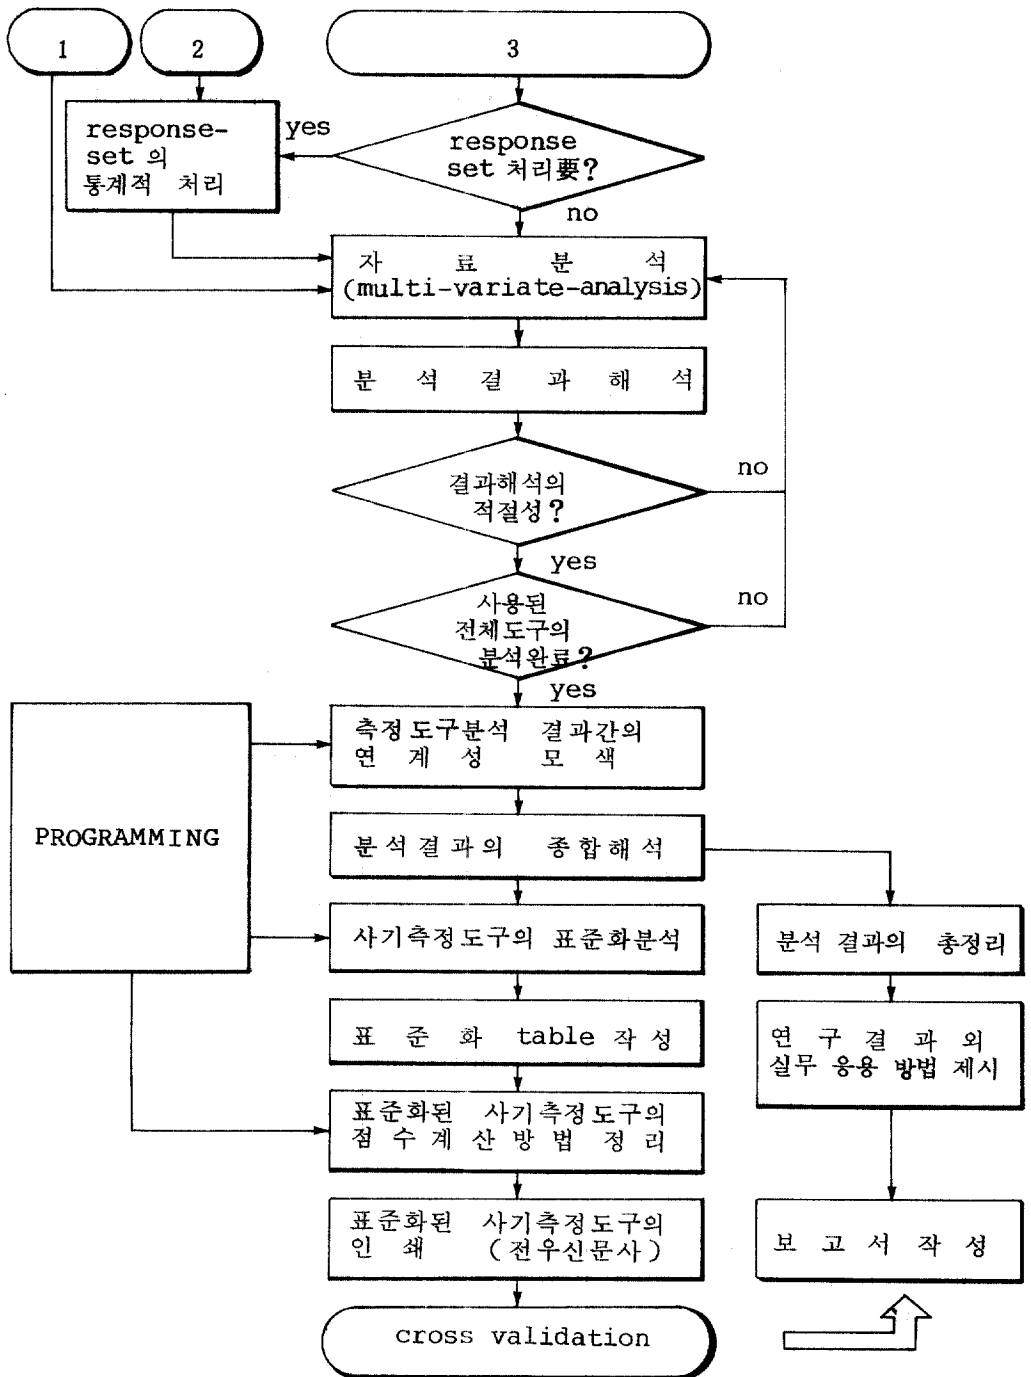 1
2
3
response-
set 의
통계적 처리
yes
response
set 처리要?
no
자 료 분 석
(multi-variate-analysis)
분 석 결 과 해 석
결과해석의
적절성?
no
yes
사용된
전체도구의
분석완료?
no
yes
PROGRAMMING
측정도구분석 결과간의
연 계 성 모 색
분석결과의 종합해석
사기측정도구의 표준화분석
표 준 화 table 작성
표준화된 사기측정도구의
점 수 계 산 방 법 정 리
표준화된 사기측정도구의
인 쇄 (전우신문사)
cross validation
분석 결과의 총정리
연 구 결 과 외
실무 응용 방법 제시
보 고 서 작 성